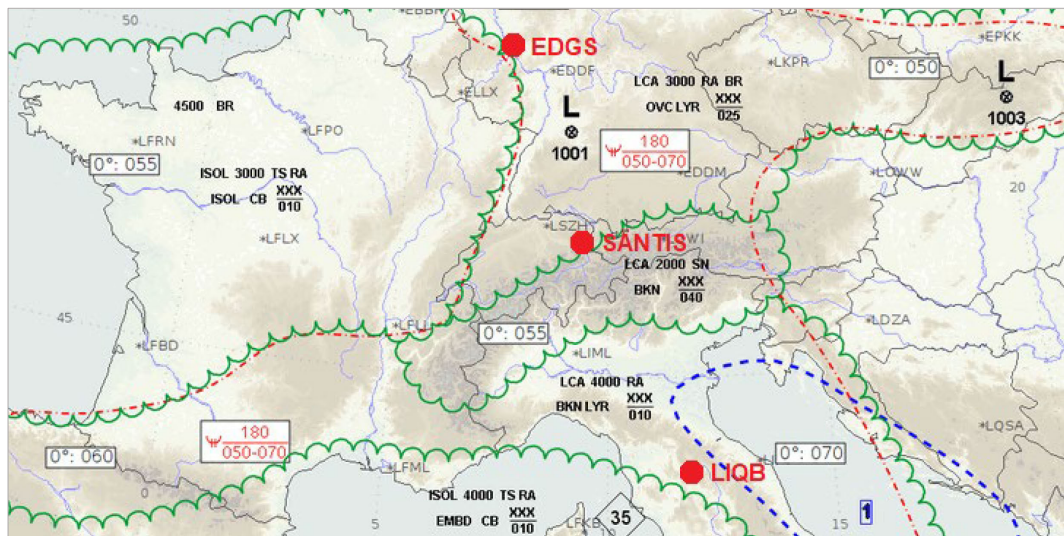 50
EBBR
EDGS
*EPKK
*EDDF
*LKPR
0°: 050
L
1003
*ELLX
LCA 3000 RA BR
OVC LYR XXX
025
L
1001
4500 BR
*LFPO
*LFRN
180
050-070
0°: 055
ISOL 3000 TS RA
ISOL CB XXX
010
*EDDM
*LOWW
20
*LSZH
*LFLX
SANTIS
WI
LCA 2000 SN
BKN XXX
040
45
*LFLL
0°: 055
*LDZA
*LFBD
*LIML
LCA 4000 RA
BKN LYR XXX
010
180
050-070
*LQSA
0°: 060
*LFML
LIQB
0°: 070
0
ISOL 4000 TS RA
EMBD CB XXX
010
5
LFKB
35
10
15
1